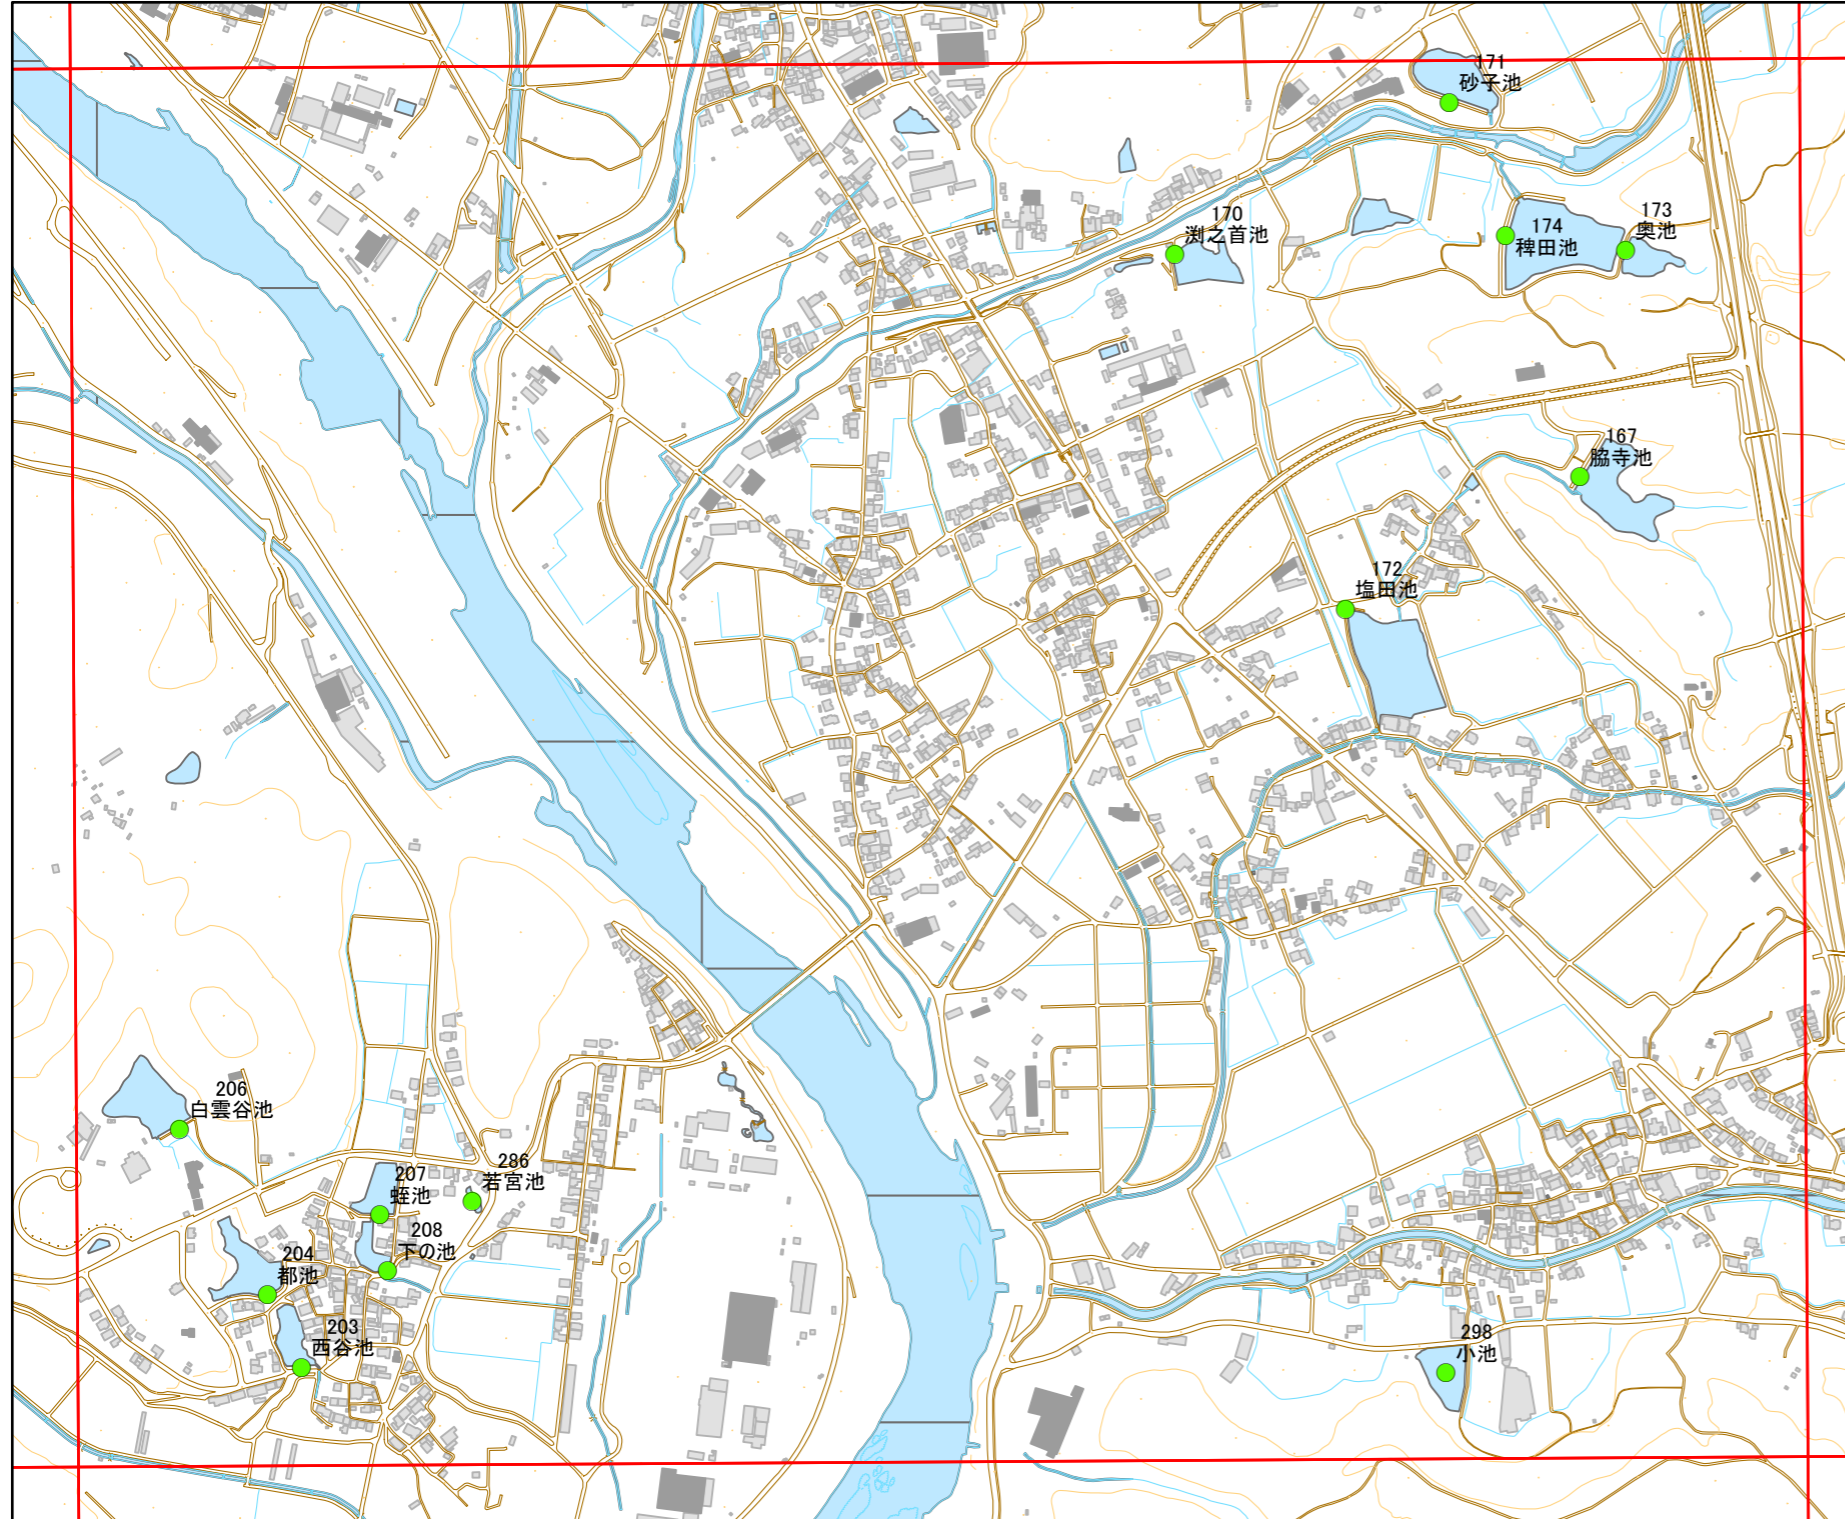 171
砂子池
170
渕之首池
174
稗田池
173
奥池
167
脇寺池
172
塩田池
206
白雲谷池
207
蛭池
286
若宮池
208
下の池
204
都池
203
西谷池
298
小池